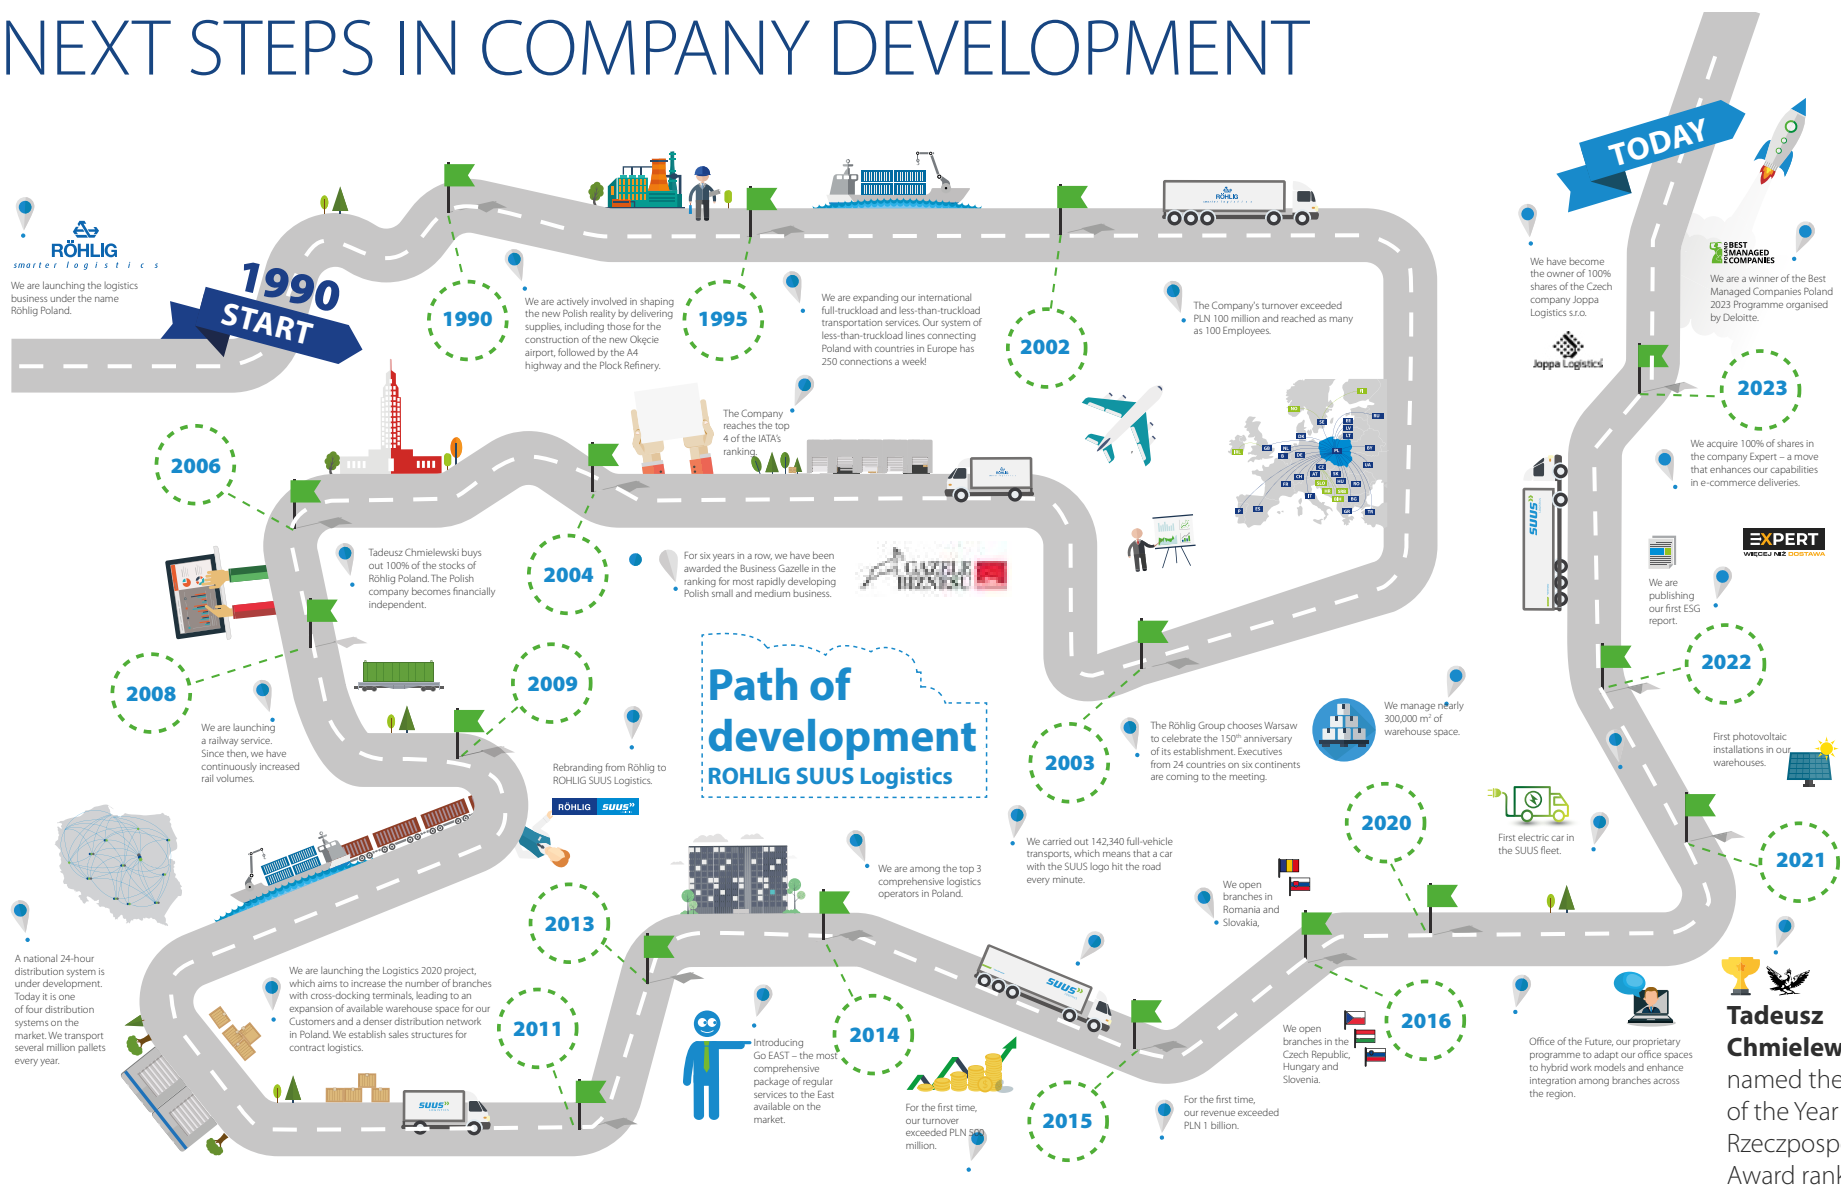 NEXT STEPS IN COMPANY DEVELOPMENT
RÖHLIG
smarter logistics
We are launching the logistics
business under the name
Röhlig Poland.
1990
START
1990
We are actively involved in shaping
the new Polish reality by delivering
supplies, including those for the
construction of the new Okęcie
airport, followed by the A4
highway and the Plock Refinery.
1995
We are expanding our international
full-truckload and less-than-truckload
transportation services. Our system of
less-than-truckload lines connecting
Poland with countries in Europe has
250 connections a week!
RÖHLIG
2002
The Company's turnover exceeded
PLN 100 million and reached as many
as 100 Employees.
TODAY
We have become
the owner of 100%
shares of the Czech
company Joppa
Logistics s.r.o.
Joppa Logistics
POLAND
BEST
MANAGED
COMPANIES
We are a winner of the Best
Managed Companies Poland
2023 Programme organised
by Deloitte.
2023
We acquire 100% of shares in
the company Expert – a move
that enhances our capabilities
in e-commerce deliveries.
EXPERT
WIĘCEJ NIŻ DOSTAWA
We are
publishing
our first ESG
report.
2022
SUUS
First photovoltaic
installations in our
warehouses.
2021
First electric car in
the SUUS fleet.
2006
Tadeusz Chmielewski buys
out 100% of the stocks of
Röhlig Poland. The Polish
company becomes financially
independent.
The Company
reaches the top
4 of the IATA's
ranking.
2004
For six years in a row, we have been
awarded the Business Gazelle in the
ranking for most rapidly developing
Polish small and medium business.
GAZELE
BIZNESU
2008
We are launching
a railway service.
Since then, we have
continuously increased
rail volumes.
2009
Rebranding from Röhlig to
ROHLIG SUUS Logistics.
RÖHLIG SUUS
Path of
development
ROHLIG SUUS Logistics
2003
The Röhlig Group chooses Warsaw
to celebrate the 150th anniversary
of its establishment. Executives
from 24 countries on six continents
are coming to the meeting.
We manage nearly
300,000 m² of
warehouse space.
2020
We carried out 142,340 full-vehicle
transports, which means that a car
with the SUUS logo hit the road
every minute.
We are among the top 3
comprehensive logistics
operators in Poland.
We open
branches in
Romania and
Slovakia,
2013
A national 24-hour
distribution system is
under development.
Today it is one
of four distribution
systems on the
market. We transport
several million pallets
every year.
We are launching the Logistics 2020 project,
which aims to increase the number of branches
with cross-docking terminals, leading to an
expansion of available warehouse space for our
Customers and a denser distribution network
in Poland. We establish sales structures for
contract logistics.
2011
SUUS
Introducing
Go EAST – the most
comprehensive
package of regular
services to the East
available on the
market.
2014
For the first time,
our turnover
exceeded PLN 500
million.
SUUS
2015
For the first time,
our revenue exceeded
PLN 1 billion.
We open
branches in the
Czech Republic,
Hungary and
Slovenia.
2016
Office of the Future, our proprietary
programme to adapt our office spaces
to hybrid work models and enhance
integration among branches across
the region.
Tadeusz
Chmielew
named the
of the Year
Rzeczposp
Award rank